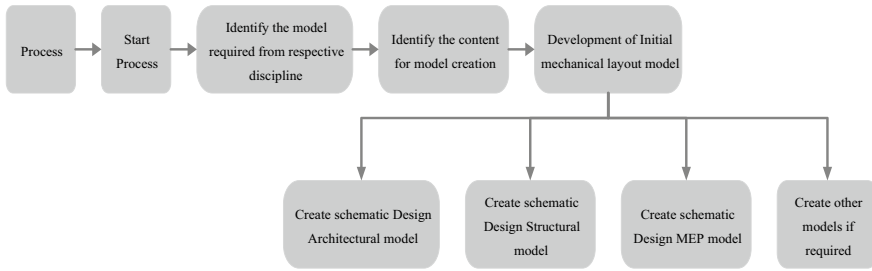 Process
Start
Process
Identify the model
required from respective
discipline
Identify the content
for model creation
Development of Initial
mechanical layout model
Create schematic Design
Architectural model
Create schematic
Design Structural
model
Create schematic
Design MEP model
Create other
models if
required